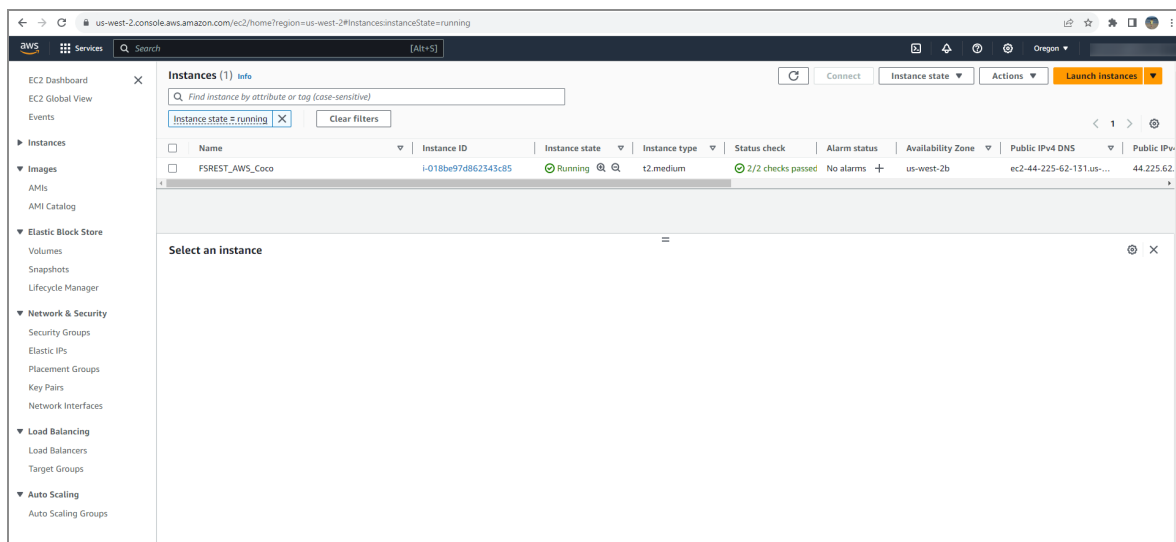 us-west-2.console.aws.amazon.com/ec2/home?region=us-west-2#Instances:instanceState=running
aws Services Search [Alt+S] Oregon
EC2 Dashboard
EC2 Global View
Events
Instances
Images
AMIs
AMI Catalog
Elastic Block Store
Volumes
Snapshots
Lifecycle Manager
Network & Security
Security Groups
Elastic IPs
Placement Groups
Key Pairs
Network Interfaces
Load Balancing
Load Balancers
Target Groups
Auto Scaling
Auto Scaling Groups
Instances (1) Info Connect Instance state Actions Launch instances
Find instance by attribute or tag (case-sensitive)
Instance state = running Clear filters 1
Name Instance ID Instance state Instance type Status check Alarm status Availability Zone Public IPv4 DNS Public IPv4
FSREST_AWS_Coco i-018be97d862343c85 Running t2.medium 2/2 checks passed No alarms us-west-2b ec2-44-225-62-131.us-... 44.225.62.
Select an instance